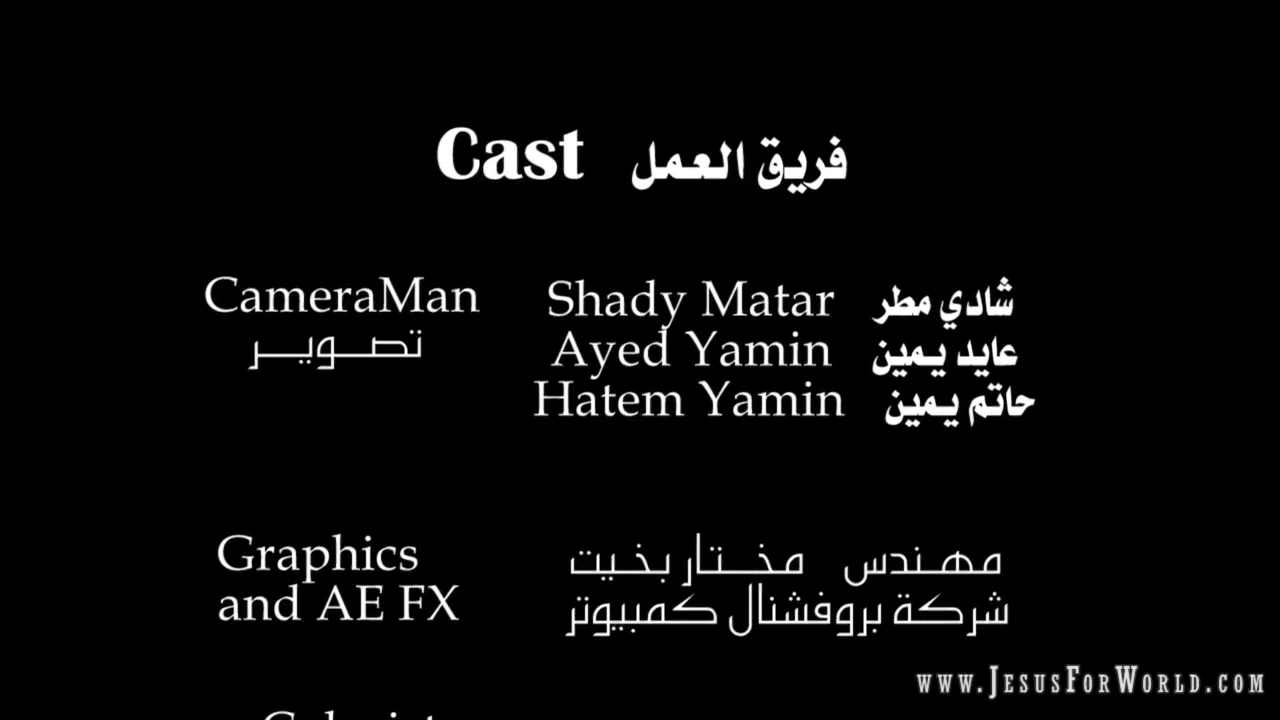 Cast فريق العمل
CameraMan Shady Matar شادي مطر
تصوير Ayed Yamin عايد يمين
Hatem Yamin حاتم يمين
Graphics مهندس مختار بخيت
and AE FX شركة بروفشنال كمبيوتر
www.JesusForWorld.com